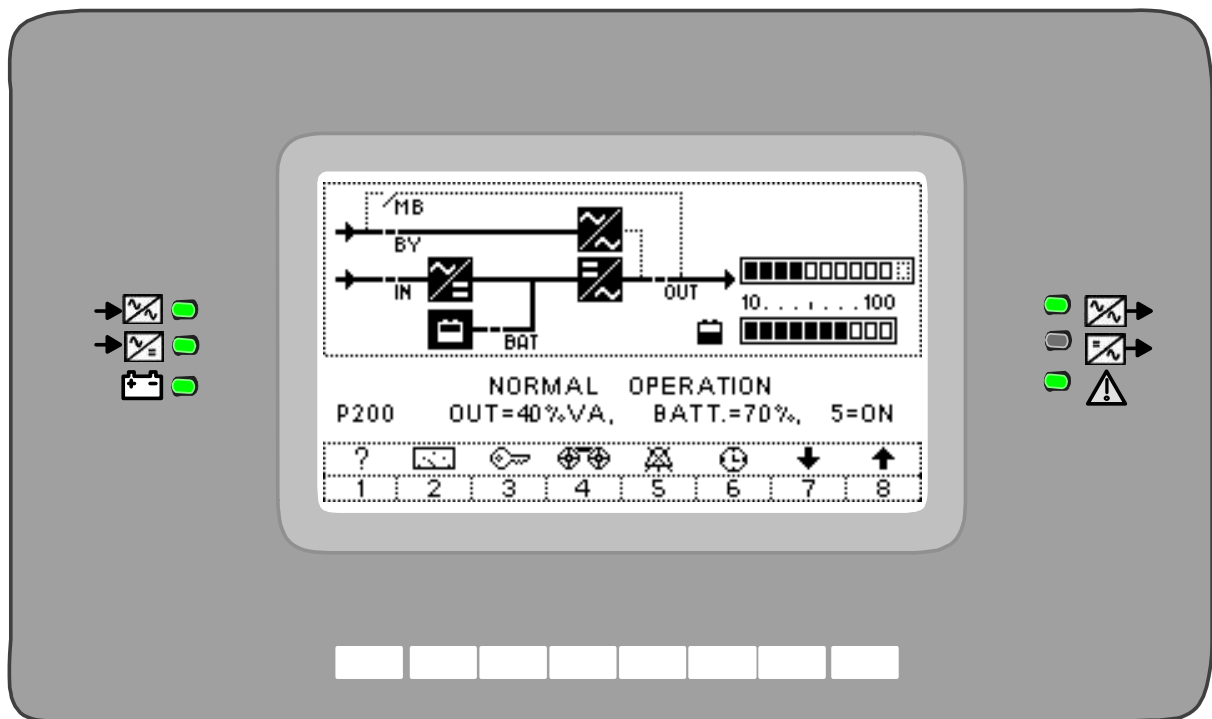 MB
BY
IN
OUT
10. . . ı . . .100
BAT
NORMAL OPERATION
P200 OUT=40%VA, BATT.=70%, 5=ON
?
1 2 3 4 5 6 7 8